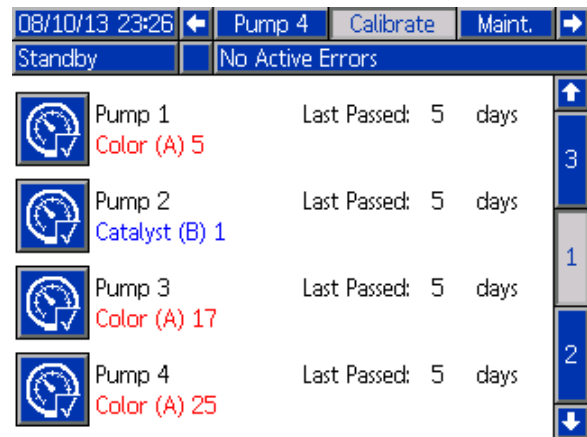 08/10/13 23:26 Pump 4 Calibrate Maint.
Standby No Active Errors
Pump 1 Last Passed: 5 days
Color (A) 5
3
Pump 2 Last Passed: 5 days
Catalyst (B) 1
1
Pump 3 Last Passed: 5 days
Color (A) 17
2
Pump 4 Last Passed: 5 days
Color (A) 25